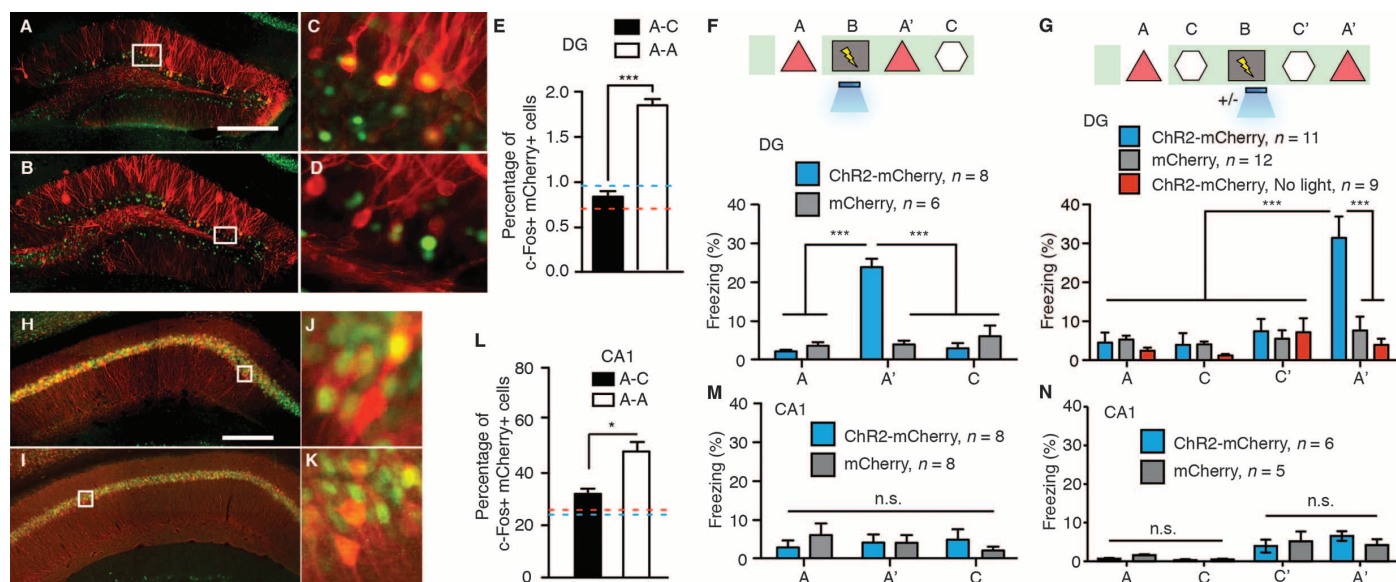 A
C
B
D
E
DG
A-C
A-A
***
Percentage of
c-Fos+ mCherry+ cells
2.0
1.5
1.0
0.5
0.0
F
A B A' C
DG
ChR2-mCherry, n = 8
mCherry, n = 6
*** ***
Freezing (%)
40
30
20
10
0
A A' C
G
A C B C' A'
+/-
DG
ChR2-mCherry, n = 11
mCherry, n = 12
ChR2-mCherry, No light, n = 9
*** ***
Freezing (%)
40
30
20
10
0
A C C' A'
H
J
I
K
L
CA1
A-C
A-A
*
Percentage of
c-Fos+ mCherry+ cells
80
60
40
20
0
M
CA1
ChR2-mCherry, n = 8
mCherry, n = 8
n.s.
Freezing (%)
40
30
20
10
0
A A' C
N
CA1
ChR2-mCherry, n = 6
mCherry, n = 5
n.s. n.s.
Freezing (%)
40
30
20
10
0
A C C' A'